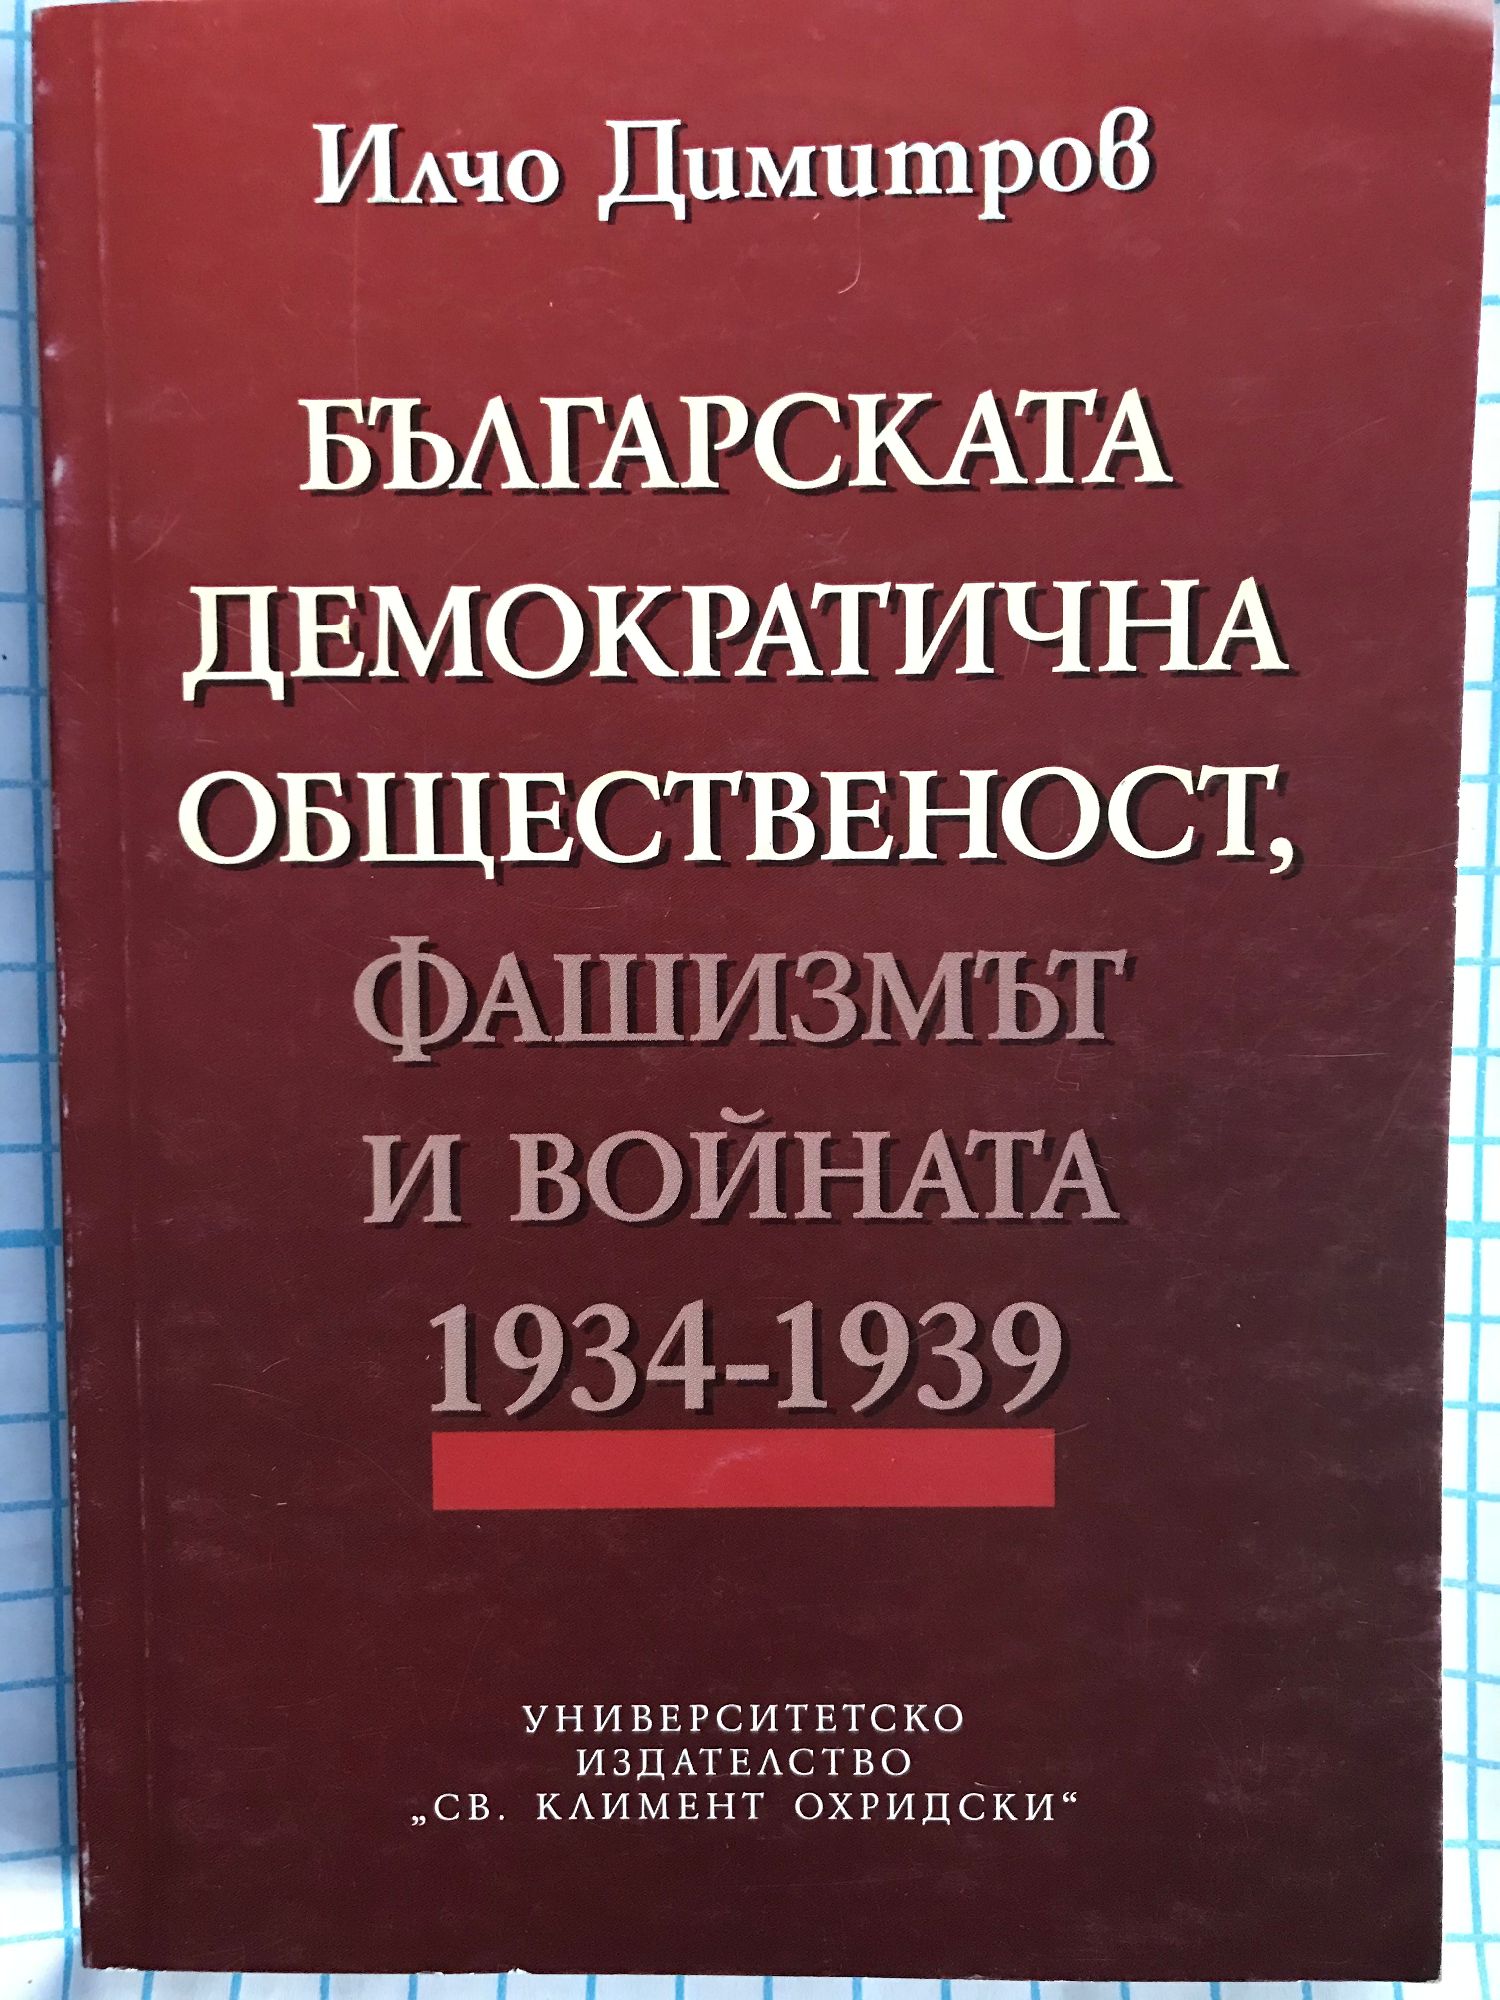 Илчо Димитров
БЪЛГАРСКАТА
ДЕМОКРАТИЧНА
ОБЩЕСТВЕНОСТ,
ФАШИЗМЪТ
И ВОЙНАТА
1934-1939
УНИВЕРСИТЕТСКО
ИЗДАТЕЛСТВО
„СВ. КЛИМЕНТ ОХРИДСКИ“